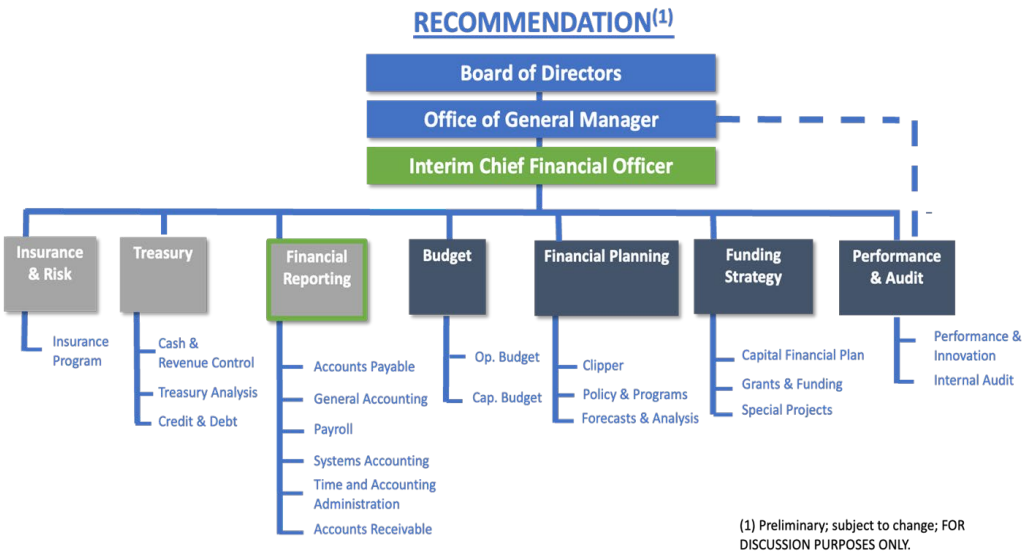 RECOMMENDATION(1)
Board of Directors
Office of General Manager
Interim Chief Financial Officer
Insurance
& Risk
Insurance
Program
Treasury
Cash &
Revenue Control
Treasury Analysis
Credit & Debt
Financial
Reporting
Accounts Payable
General Accounting
Payroll
Systems Accounting
Time and Accounting
Administration
Accounts Receivable
Budget
Op. Budget
Cap. Budget
Financial Planning
Clipper
Policy & Programs
Forecasts & Analysis
Funding
Strategy
Capital Financial Plan
Grants & Funding
Special Projects
Performance
& Audit
Performance &
Innovation
Internal Audit
(1) Preliminary; subject to change; FOR
DISCUSSION PURPOSES ONLY.